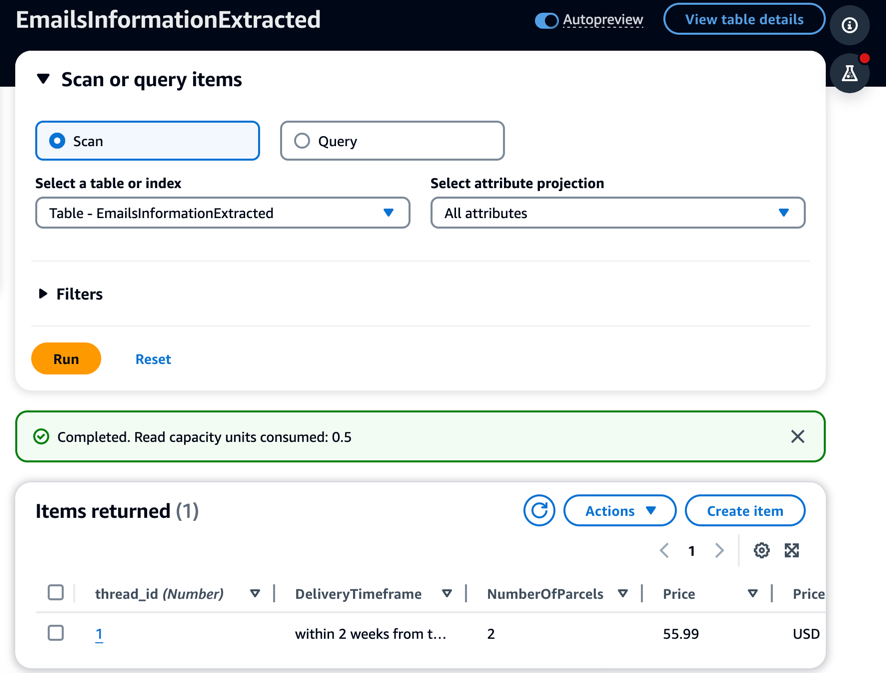 EmailsInformationExtracted
Autopreview
View table details
Scan or query items
Scan
Query
Select a table or index
Select attribute projection
Table - EmailsInformationExtracted
All attributes
Filters
Run
Reset
Completed. Read capacity units consumed: 0.5
Items returned (1)
Actions
Create item
1
thread_id (Number)
DeliveryTimeframe
NumberOfParcels
Price
Price
1
within 2 weeks from t...
2
55.99
USD